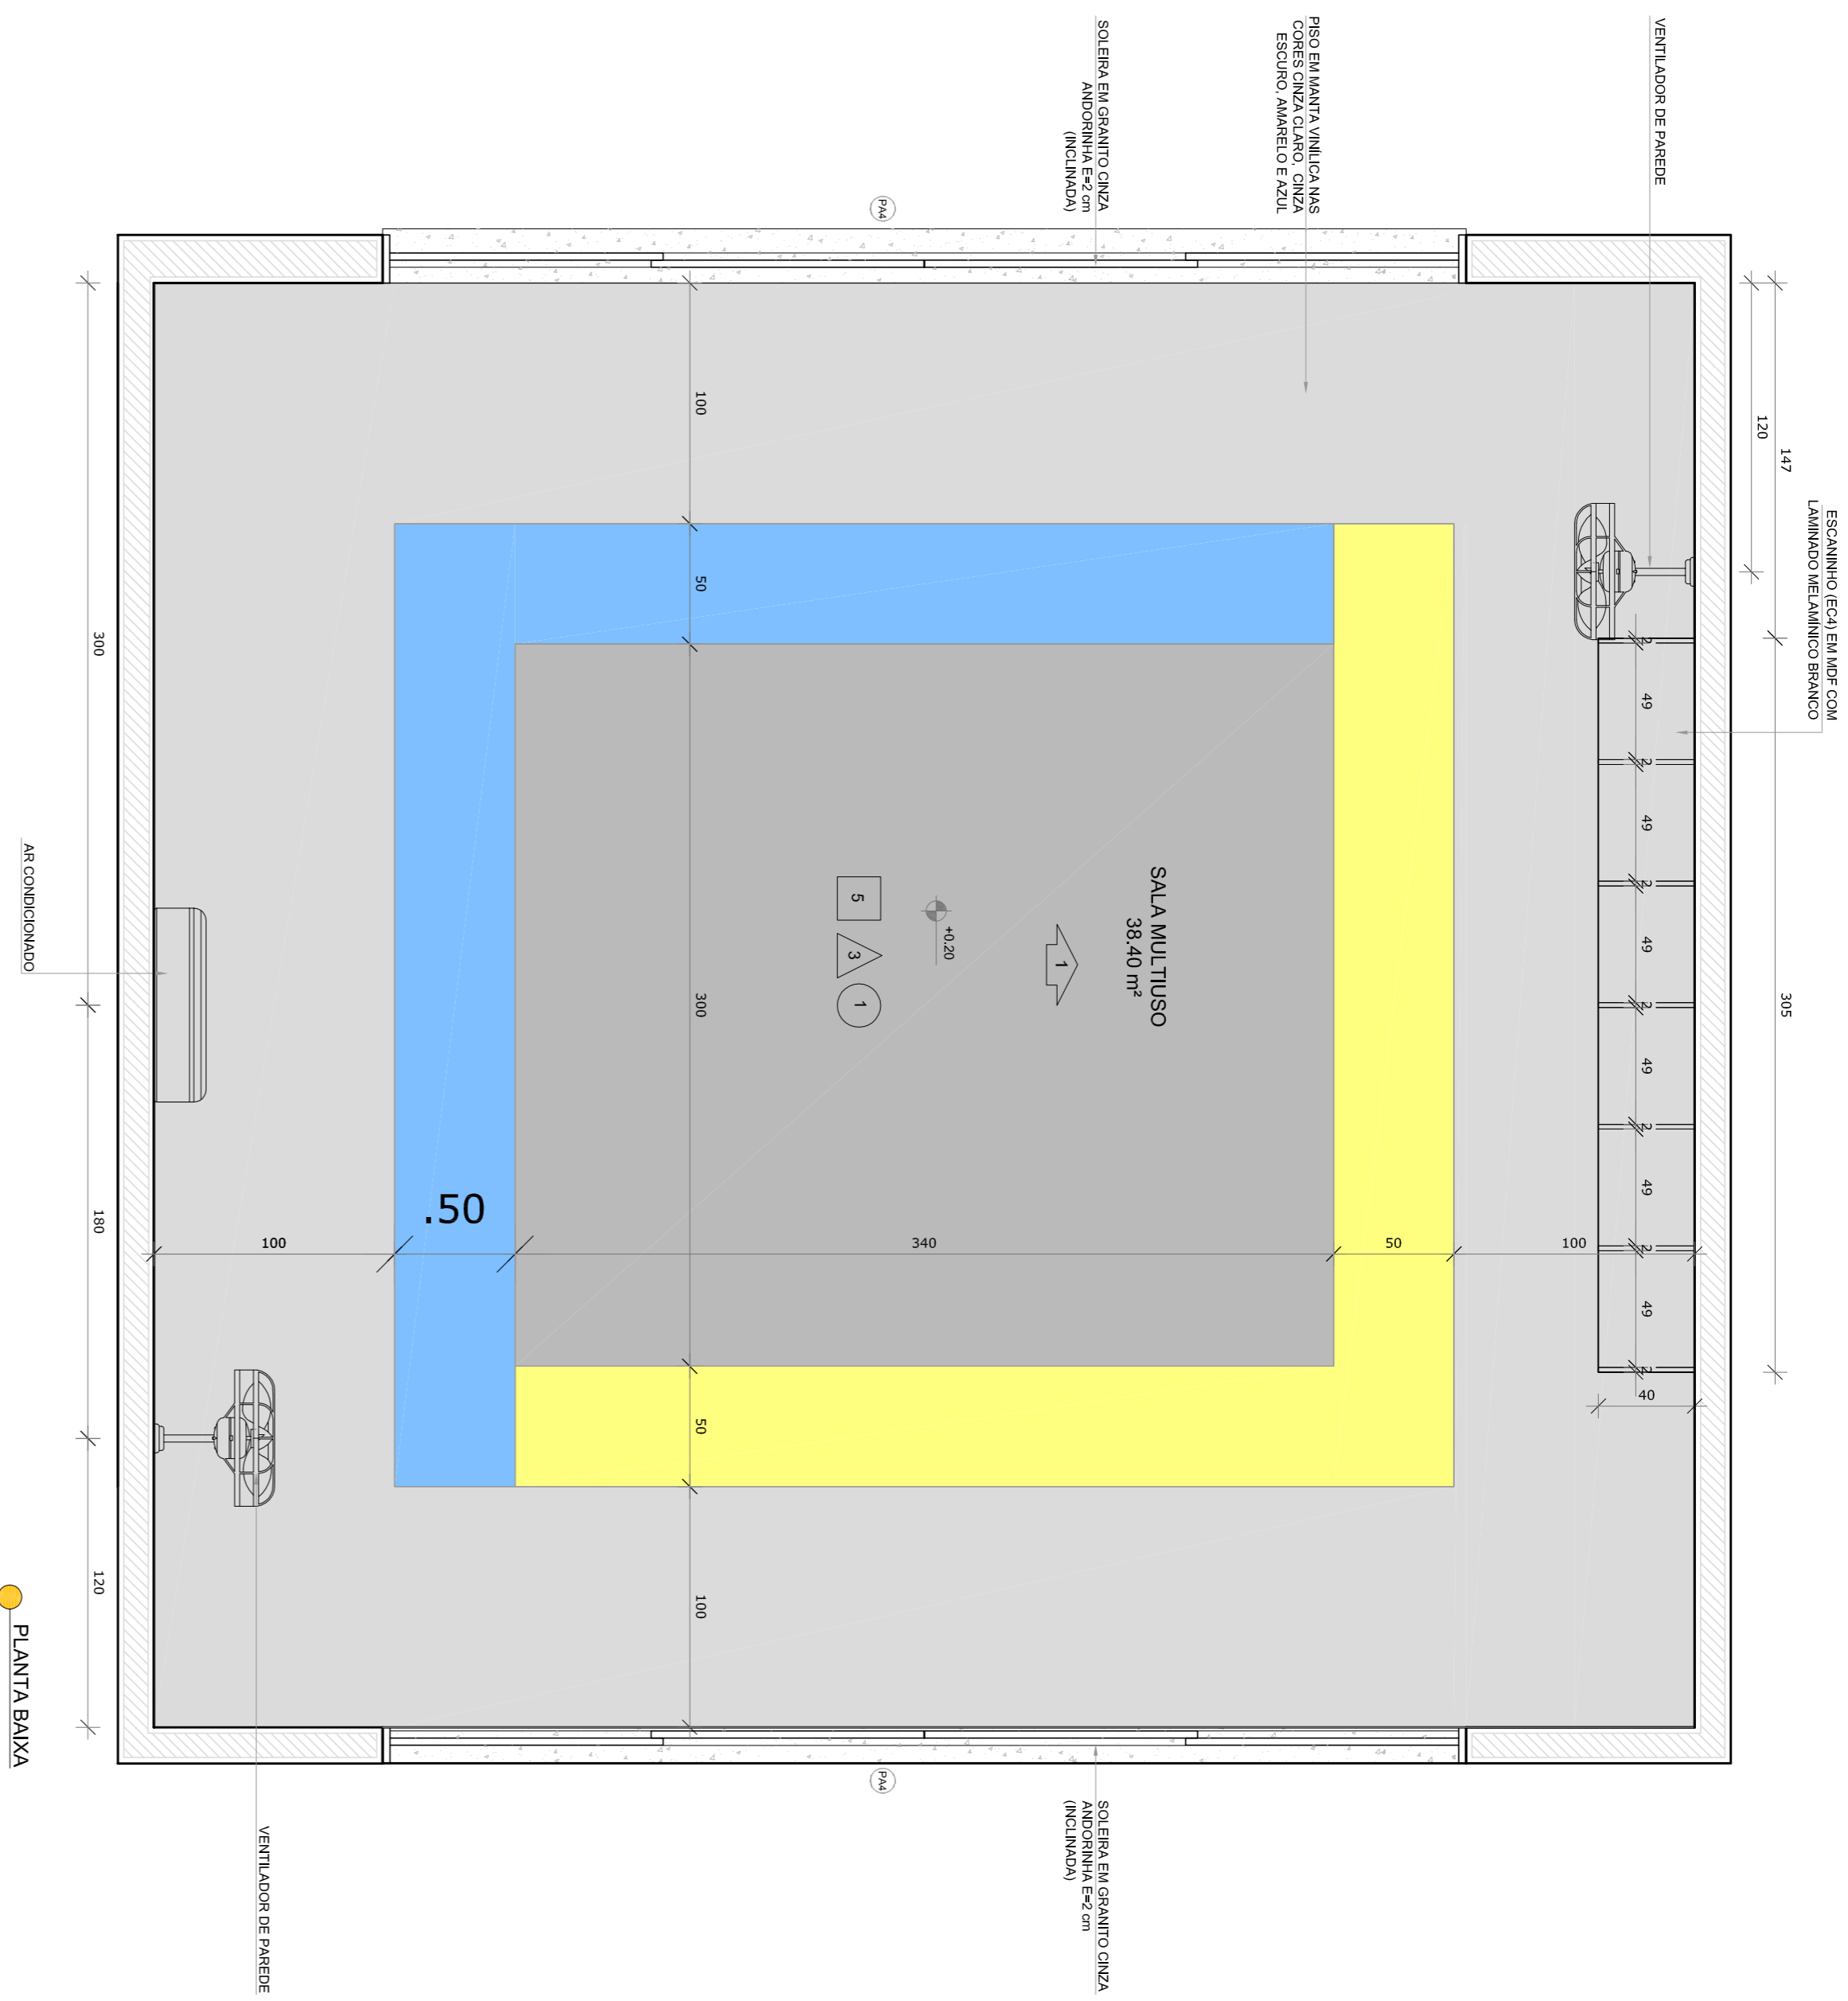 VENTILADOR DE PAREDE
PISO EM MANTA VINÍLICA NAS
CORES CINZA CLARO, CINZA
ESCURO, AMARELO E AZUL
SOLEIRA EM GRANITO CINZA
ANDORINHA E=2 cm
(INCLINADA)
PA4
ESCANINHO (EC4) EM MDF COM
LAMINADO MELAMÍNICO BRANCO
147
305
120
2
49
2
49
2
49
2
49
2
49
2
49
2
40
SALA MULTIUSO
38.40 m²
1
+0.20
5
3
1
100
50
300
50
100
100
.50
340
50
100
300
180
120
AR CONDICIONADO
SOLEIRA EM GRANITO CINZA
ANDORINHA E=2 cm
(INCLINADA)
PA4
VENTILADOR DE PAREDE
PLANTA BAIXA